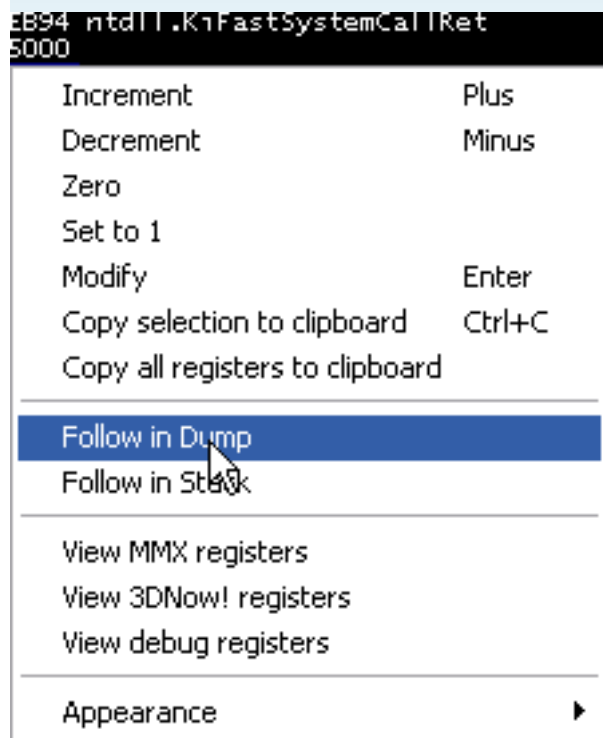 EB94 ntdll.KiFastSystemCallRet
5000
Increment Plus
Decrement Minus
Zero
Set to 1
Modify Enter
Copy selection to clipboard Ctrl+C
Copy all registers to clipboard
Follow in Dump
Follow in Stack
View MMX registers
View 3DNow! registers
View debug registers
Appearance